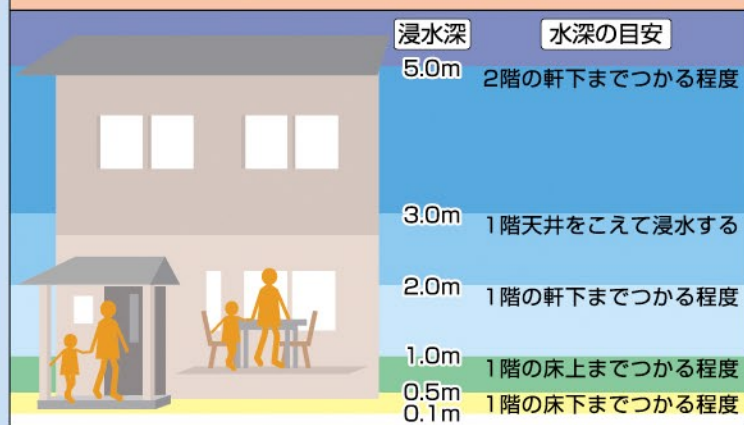 浸水深 水深の目安
5.0m 2階の軒下までつかる程度
3.0m 1階天井をこえて浸水する
2.0m 1階の軒下までつかる程度
1.0m 1階の床上までつかる程度
0.5m 1階の床下までつかる程度
0.1m